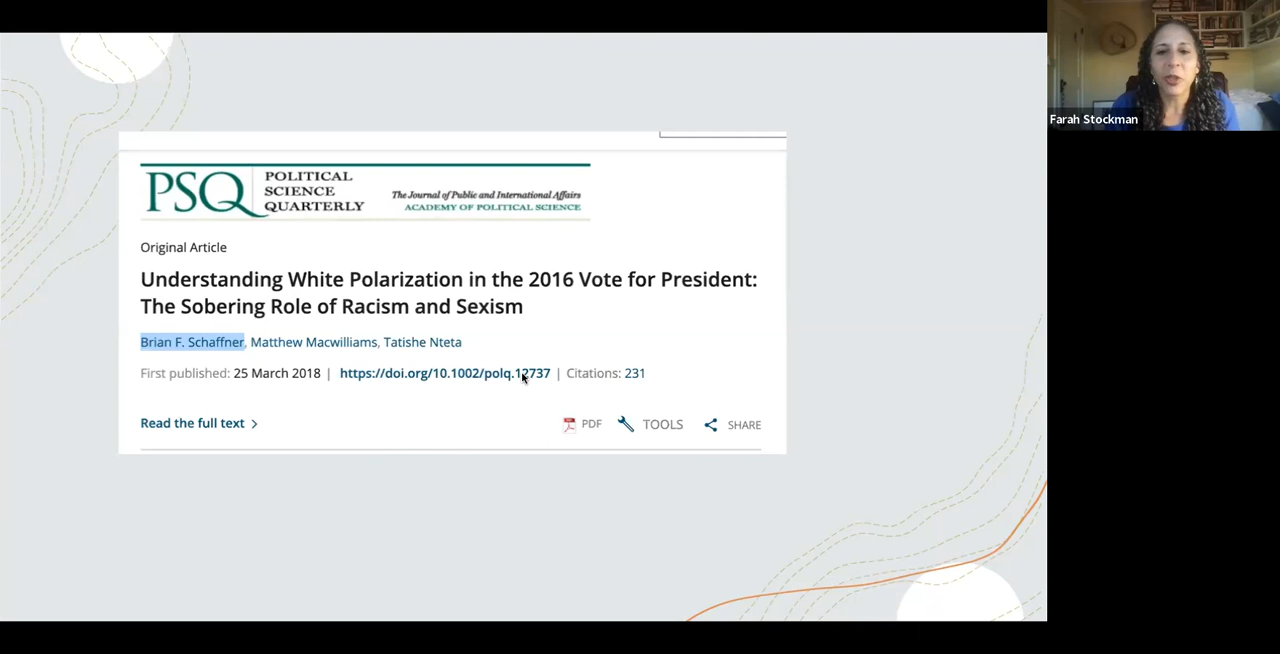 PSQ
POLITICAL
SCIENCE
QUARTERLY
The Journal of Public and International Affairs
ACADEMY OF POLITICAL SCIENCE
Original Article
Understanding White Polarization in the 2016 Vote for President:
The Sobering Role of Racism and Sexism
Brian F. Schaffner, Matthew Macwilliams, Tatishe Nteta
First published: 25 March 2018 | https://doi.org/10.1002/polq.12737 | Citations: 231
Read the full text
PDF TOOLS SHARE
Farah Stockman